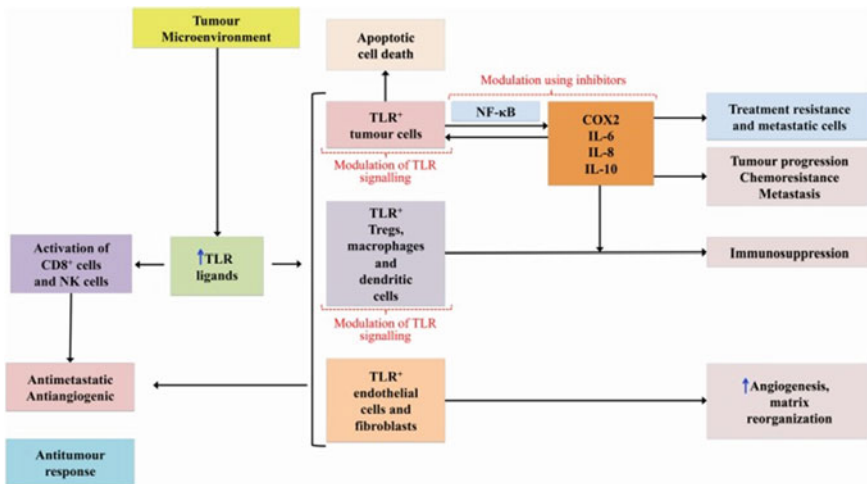 Tumour
Microenvironment
Apoptotic
cell death
Modulation using inhibitors
TLR⁺
tumour cells
NF-κB
COX2
IL-6
IL-8
IL-10
Treatment resistance
and metastatic cells
Modulation of TLR
signalling
Tumour progression
Chemoresistance
Metastasis
Activation of
CD8⁺ cells
and NK cells
↑TLR
ligands
TLR⁺
Tregs,
macrophages
and
dendritic
cells
Immunosuppression
Modulation of TLR
signalling
Antimetastatic
Antiangiogenic
TLR⁺
endothelial
cells and
fibroblasts
↑Angiogenesis,
matrix
reorganization
Antitumour
response